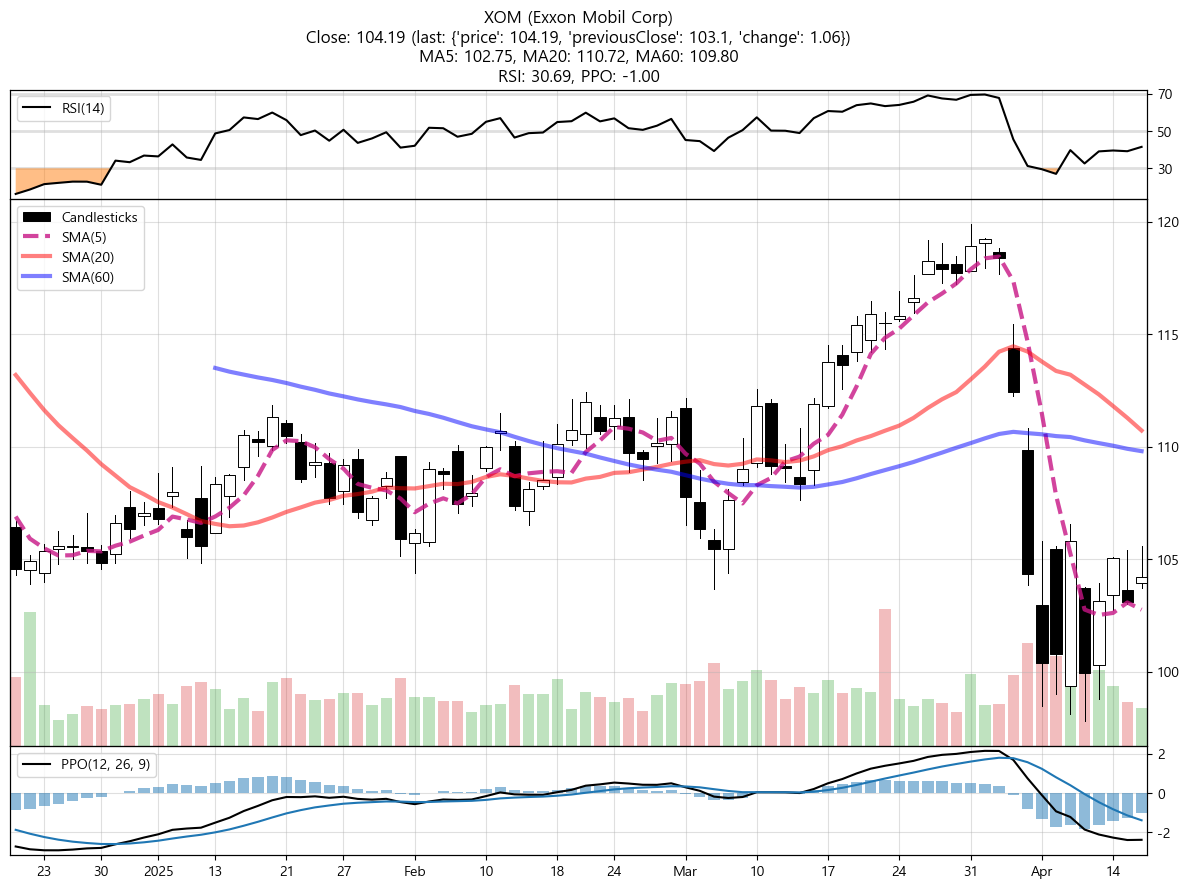 XOM (Exxon Mobil Corp)
Close: 104.19 (last: {'price': 104.19, 'previousClose': 103.1, 'change': 1.06})
MA5: 102.75, MA20: 110.72, MA60: 109.80
RSI: 30.69, PPO: -1.00
RSI(14)
70
50
30
Candlesticks
SMA(5)
SMA(20)
SMA(60)
120
115
110
105
100
PPO(12, 26, 9)
2
0
-2
23 30 2025 13 21 27 Feb 10 18 24 Mar 10 17 24 31 Apr 14